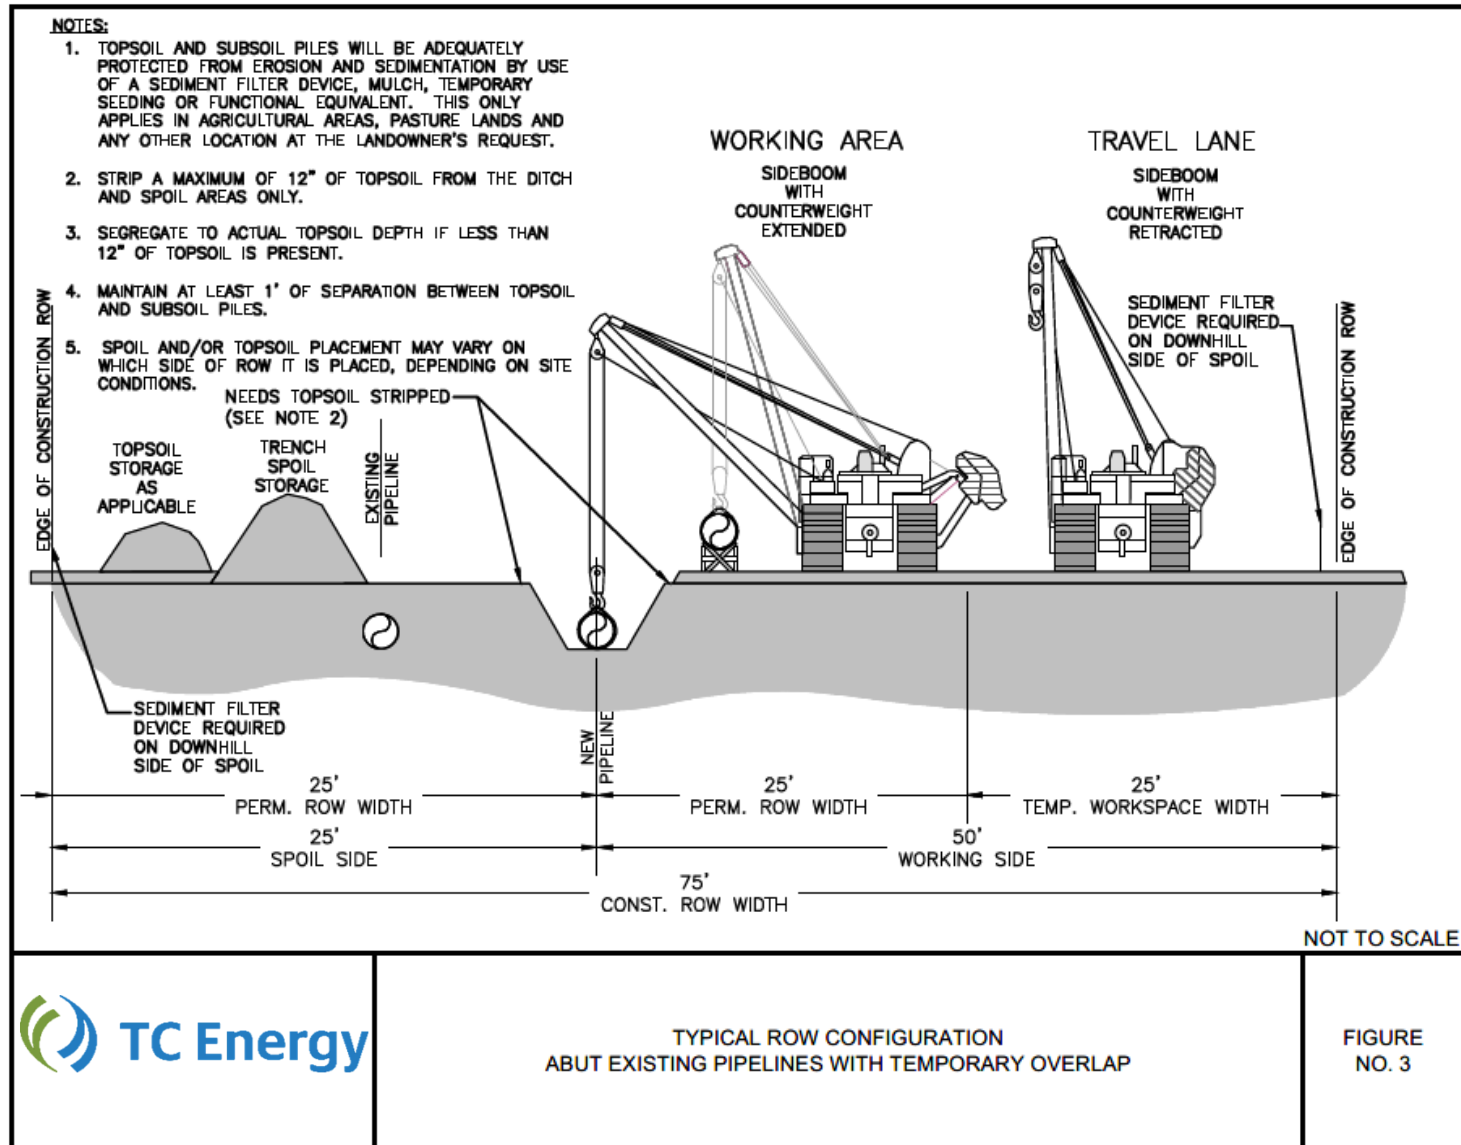 NOTES:
1. TOPSOIL AND SUBSOIL PILES WILL BE ADEQUATELY
PROTECTED FROM EROSION AND SEDIMENTATION BY USE
OF A SEDIMENT FILTER DEVICE, MULCH, TEMPORARY
SEEDING OR FUNCTIONAL EQUIVALENT. THIS ONLY
APPLIES IN AGRICULTURAL AREAS, PASTURE LANDS AND
ANY OTHER LOCATION AT THE LANDOWNER'S REQUEST.
2. STRIP A MAXIMUM OF 12" OF TOPSOIL FROM THE DITCH
AND SPOIL AREAS ONLY.
3. SEGREGATE TO ACTUAL TOPSOIL DEPTH IF LESS THAN
12" OF TOPSOIL IS PRESENT.
4. MAINTAIN AT LEAST 1' OF SEPARATION BETWEEN TOPSOIL
AND SUBSOIL PILES.
5. SPOIL AND/OR TOPSOIL PLACEMENT MAY VARY ON
WHICH SIDE OF ROW IT IS PLACED, DEPENDING ON SITE
CONDITIONS.
WORKING AREA
SIDEBOOM
WITH
COUNTERWEIGHT
EXTENDED
TRAVEL LANE
SIDEBOOM
WITH
COUNTERWEIGHT
RETRACTED
SEDIMENT FILTER
DEVICE REQUIRED
ON DOWNHILL
SIDE OF SPOIL
EDGE OF CONSTRUCTION ROW
EDGE OF CONSTRUCTION ROW
NEEDS TOPSOIL STRIPPED
(SEE NOTE 2)
TOPSOIL
STORAGE
AS
APPLICABLE
TRENCH
SPOIL
STORAGE
EXISTING
PIPELINE
SEDIMENT FILTER
DEVICE REQUIRED
ON DOWNHILL
SIDE OF SPOIL
NEW
PIPELINE
25'
PERM. ROW WIDTH
25'
PERM. ROW WIDTH
25'
TEMP. WORKSPACE WIDTH
25'
SPOIL SIDE
50'
WORKING SIDE
75'
CONST. ROW WIDTH
NOT TO SCALE
TC Energy
TYPICAL ROW CONFIGURATION
ABUT EXISTING PIPELINES WITH TEMPORARY OVERLAP
FIGURE
NO. 3